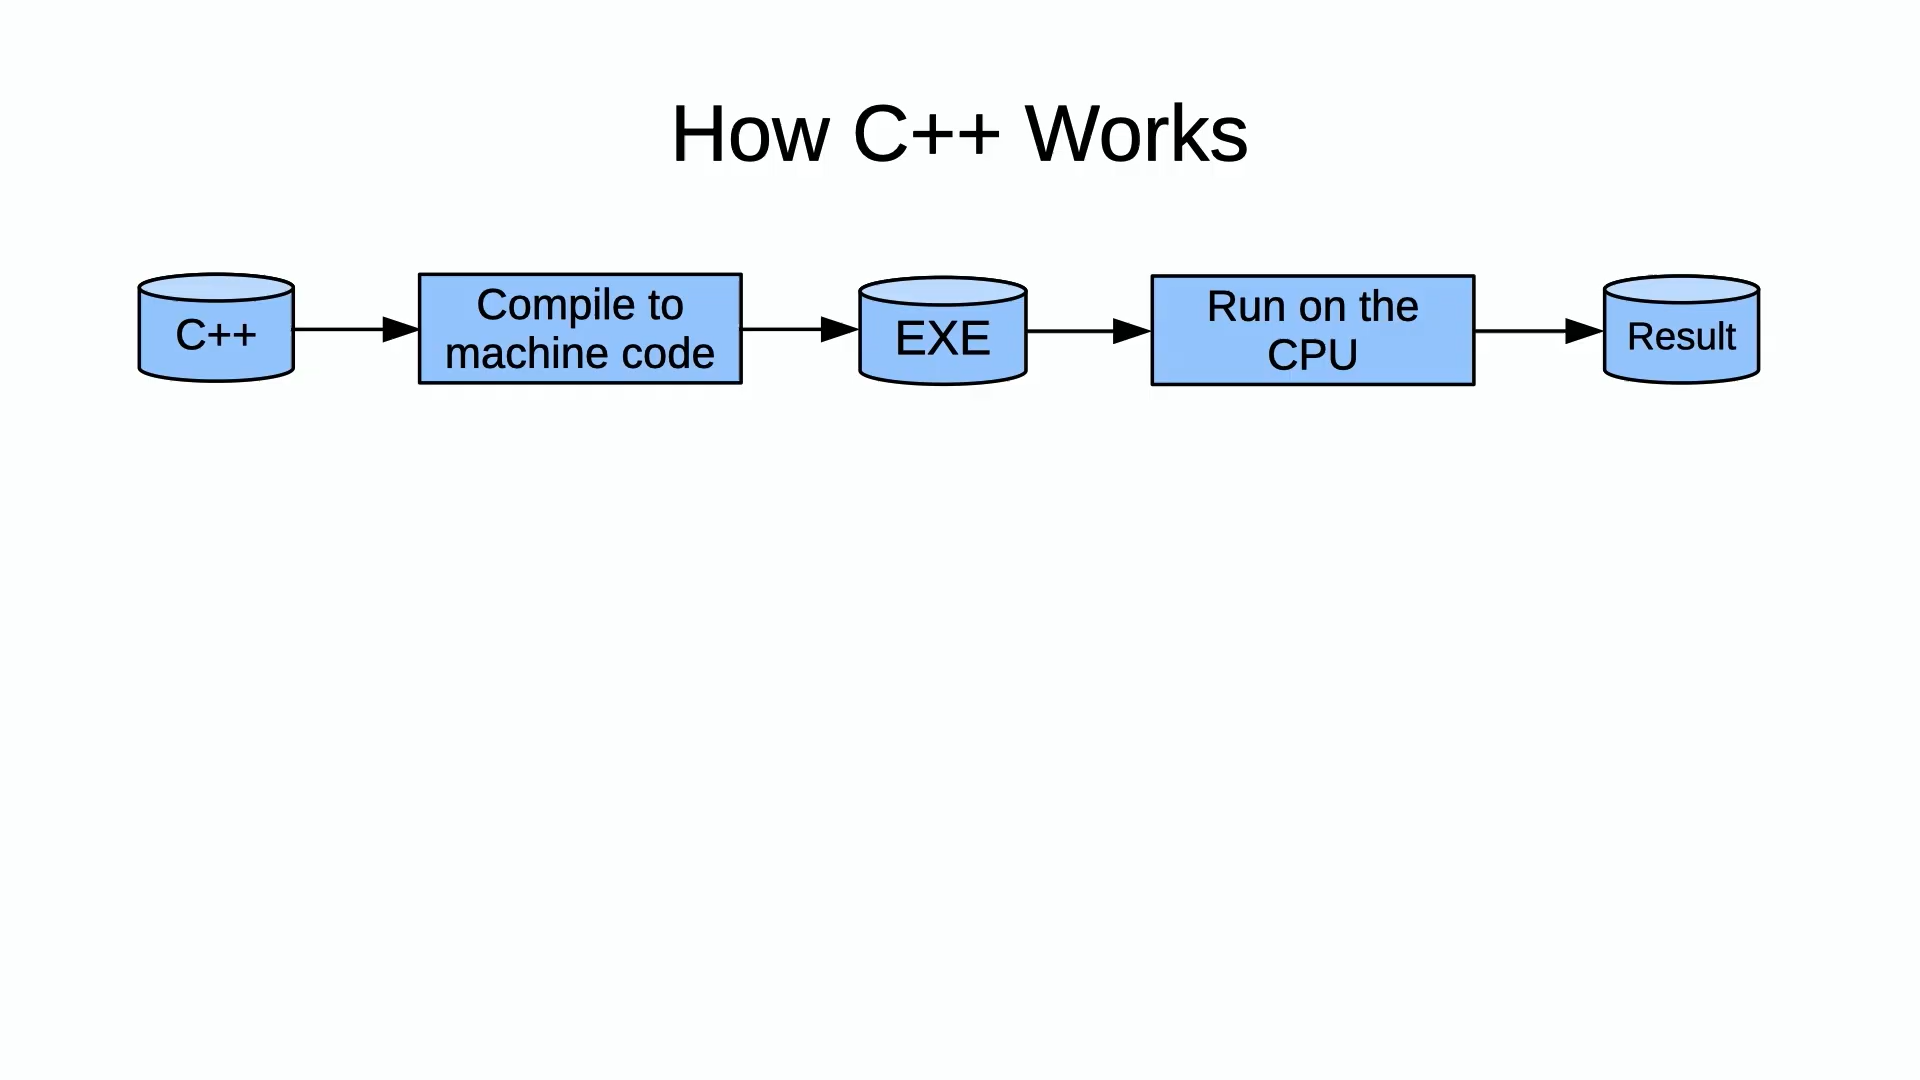 How C++ Works
C++
Compile to
machine code
EXE
Run on the
CPU
Result